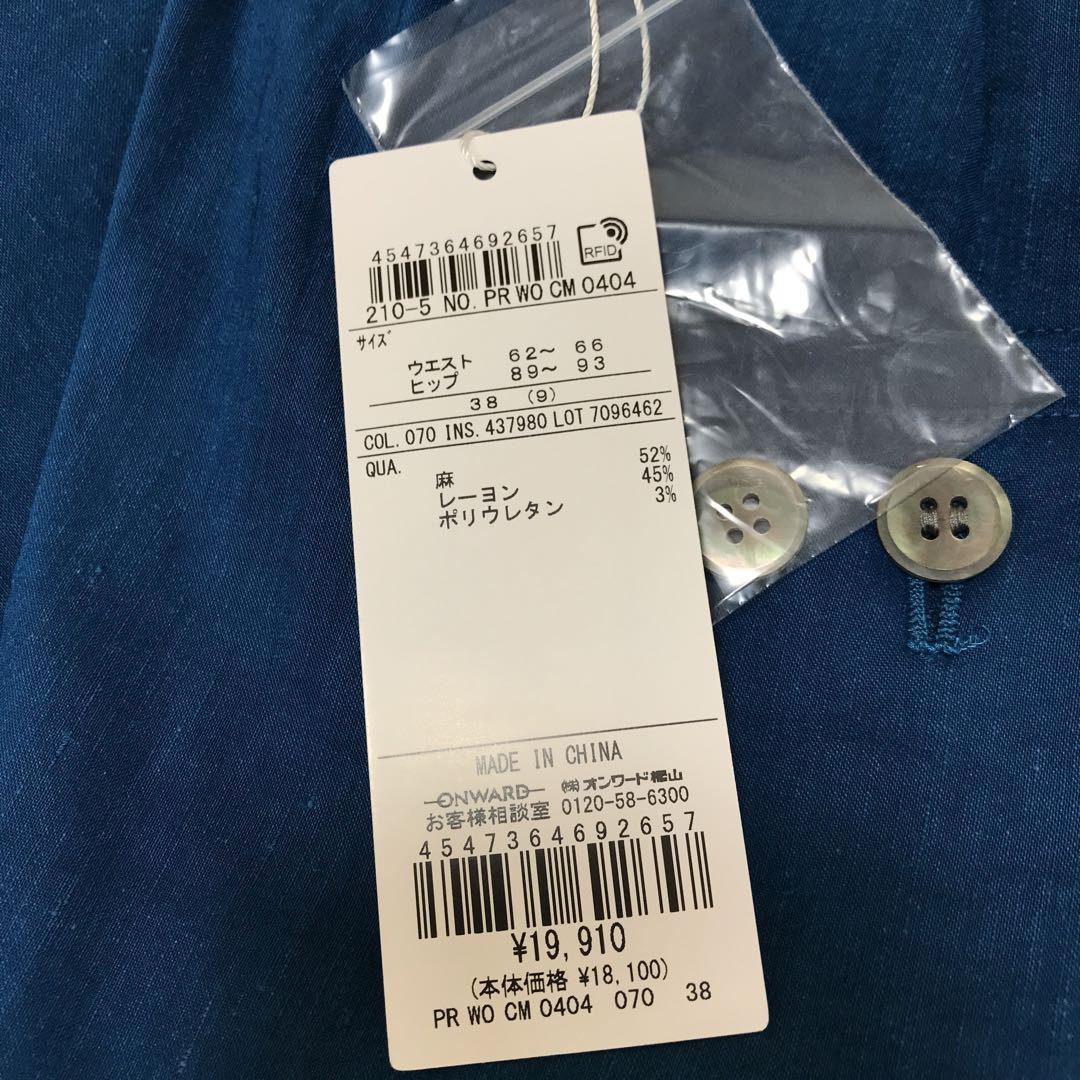 4547364692657
RFID
210-5 NO. PR WO CM 0404
サイズ
ウエスト 62～ 66
ヒップ 89～ 93
38 (9)
COL. 070 INS. 437980 LOT 7096462
QUA.
麻 52%
レーヨン 45%
ポリウレタン 3%
MADE IN CHINA
ONWARD ㈱オンワード樫山
お客様相談室 0120-58-6300
4547364692657
¥19,910
(本体価格 ¥18,100)
PR WO CM 0404 070 38